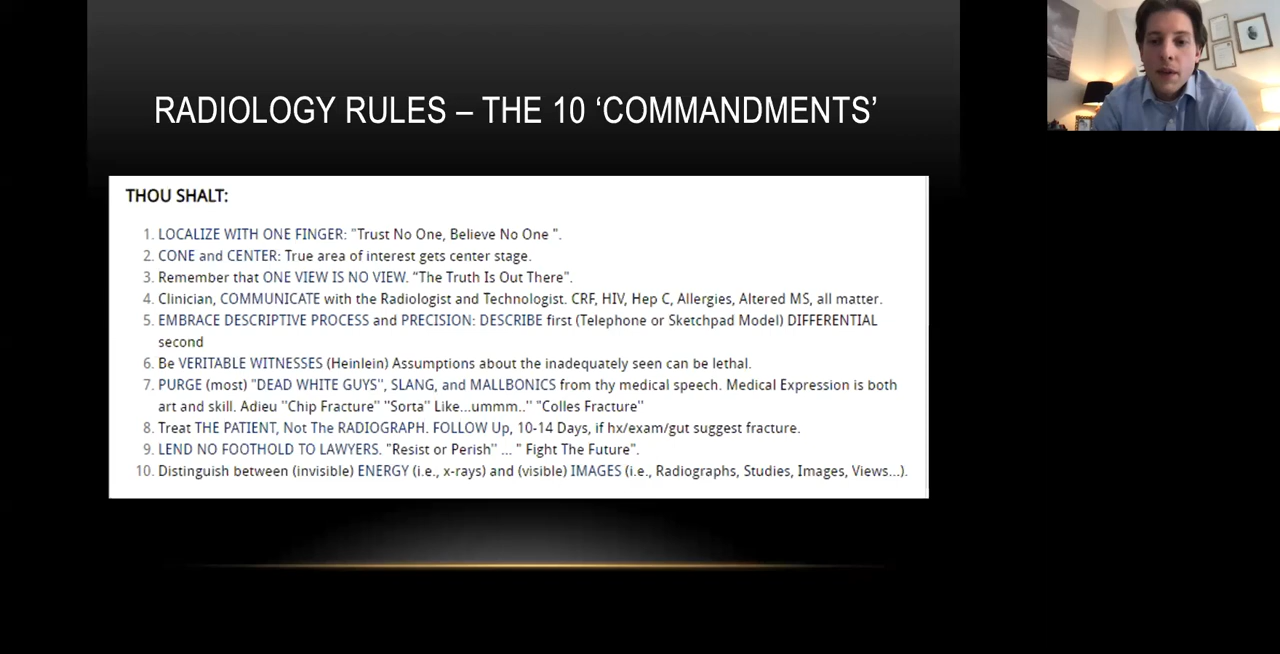 RADIOLOGY RULES – THE 10 ‘COMMANDMENTS’
THOU SHALT:
1. LOCALIZE WITH ONE FINGER: "Trust No One, Believe No One ".
2. CONE and CENTER: True area of interest gets center stage.
3. Remember that ONE VIEW IS NO VIEW. "The Truth Is Out There".
4. Clinician, COMMUNICATE with the Radiologist and Technologist. CRF, HIV, Hep C, Allergies, Altered MS, all matter.
5. EMBRACE DESCRIPTIVE PROCESS and PRECISION: DESCRIBE first (Telephone or Sketchpad Model) DIFFERENTIAL
second
6. Be VERITABLE WITNESSES (Heinlein) Assumptions about the inadequately seen can be lethal.
7. PURGE (most) "DEAD WHITE GUYS", SLANG, and MALLBONICS from thy medical speech. Medical Expression is both
art and skill. Adieu "Chip Fracture" "Sorta" Like...ummm.." "Colles Fracture"
8. Treat THE PATIENT, Not The RADIOGRAPH. FOLLOW Up, 10-14 Days, if hx/exam/gut suggest fracture.
9. LEND NO FOOTHOLD TO LAWYERS. "Resist or Perish" ... " Fight The Future".
10. Distinguish between (invisible) ENERGY (i.e., x-rays) and (visible) IMAGES (i.e., Radiographs, Studies, Images, Views...).